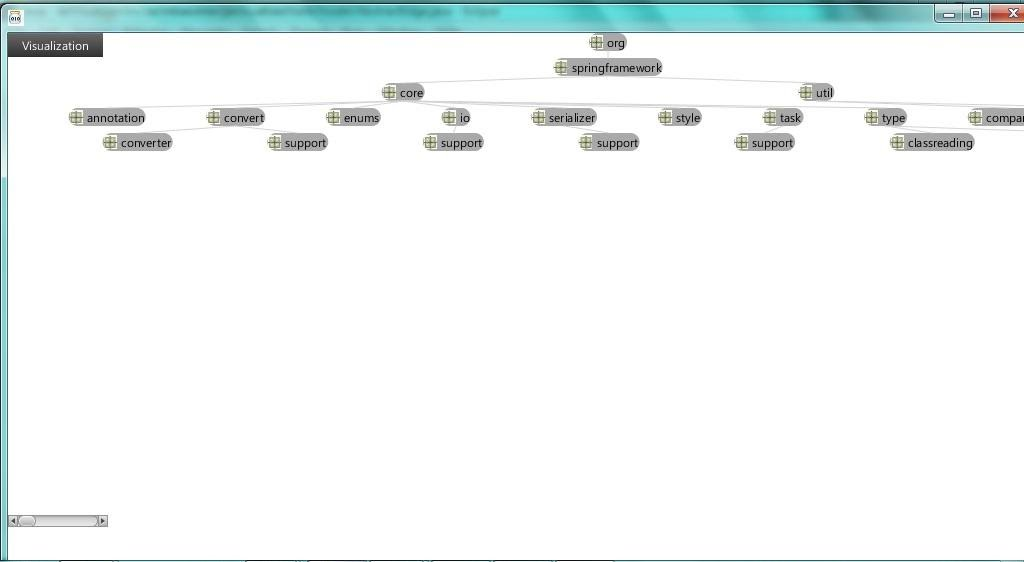 Visualization
org
springframework
core util
annotation convert enums io serializer style task type compar
converter support support support support classreading